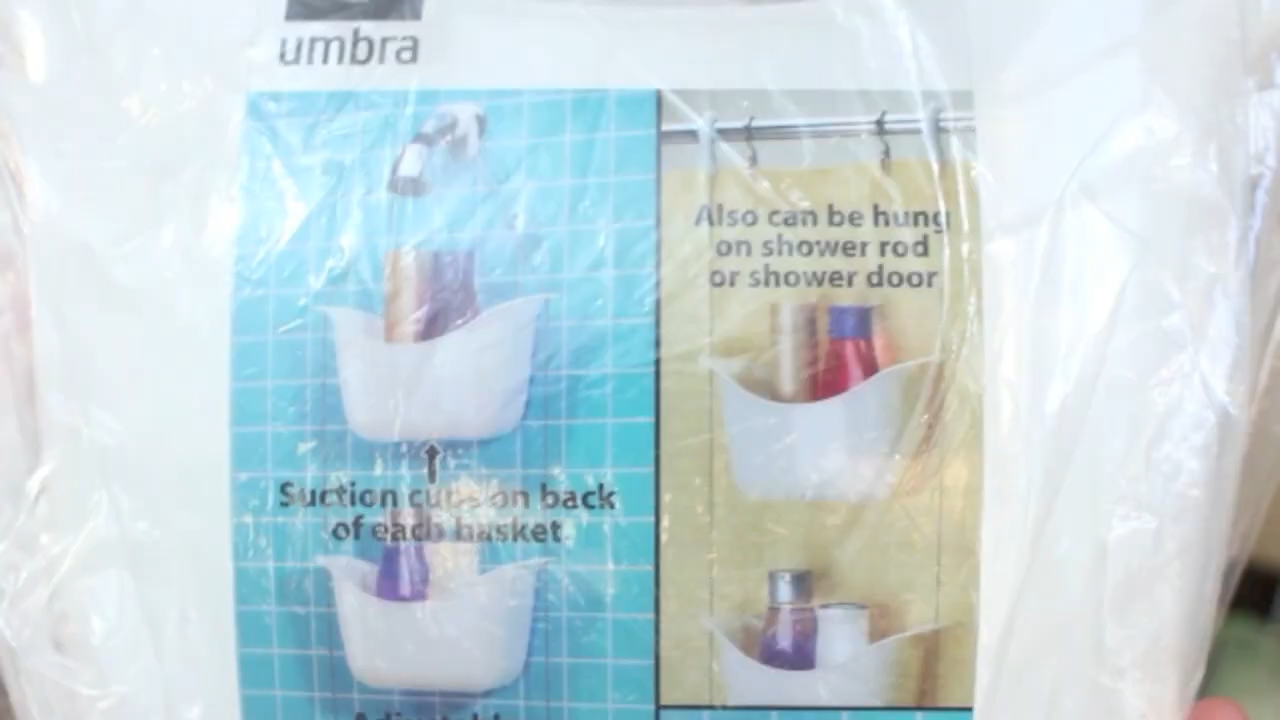 umbra
Also can be hung
on shower rod
or shower door
Suction cups on back
of each basket